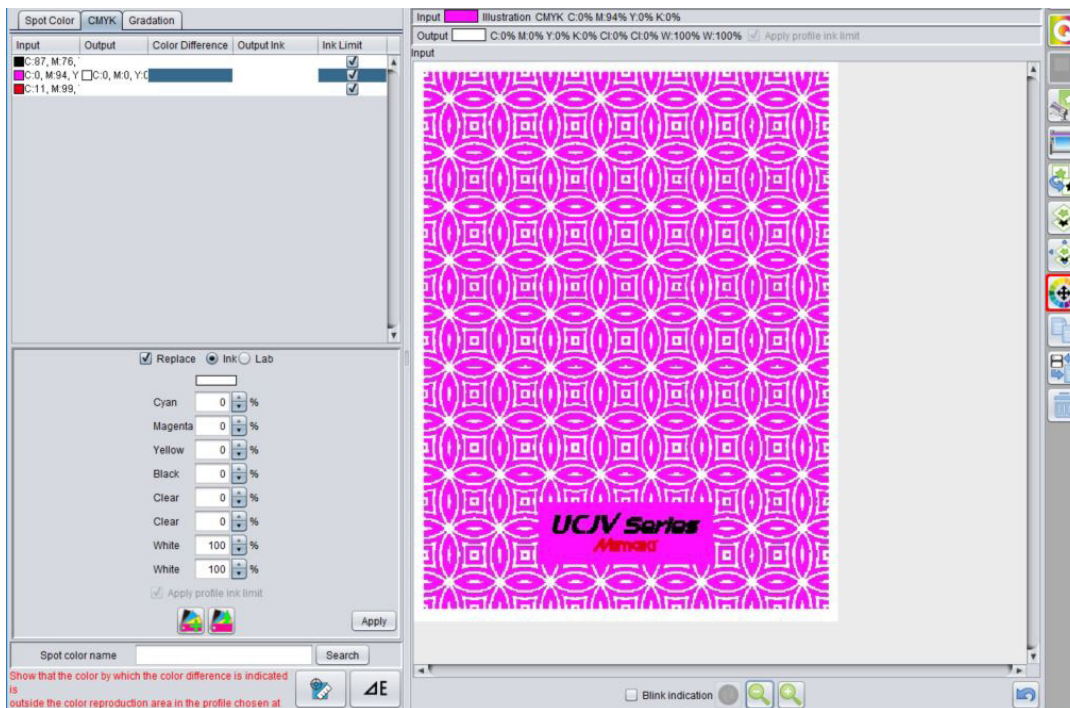 Spot Color CMYK Gradation
Input Output Color Difference Output Ink Ink Limit
C:87, M:76,
C:0, M:94, Y C:0, M:0, Y:0
C:11, M:99,
Replace Ink Lab
Cyan 0 %
Magenta 0 %
Yellow 0 %
Black 0 %
Clear 0 %
Clear 0 %
White 100 %
White 100 %
Apply profile ink limit
Apply
Spot color name Search
Show that the color by which the color difference is indicated
is
outside the color reproduction area in the profile chosen at
ΔE
Input Illustration CMYK C:0% M:94% Y:0% K:0%
Output C:0% M:0% Y:0% K:0% Cl:0% Cl:0% W:100% W:100% Apply profile ink limit
Input
UCJV Series
Mimaki
Blink indication